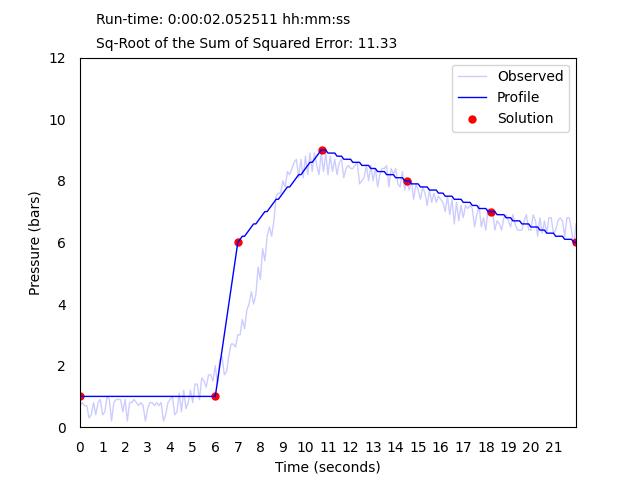 Run-time: 0:00:02.052511 hh:mm:ss
Sq-Root of the Sum of Squared Error: 11.33
12
10
8
6
4
2
0
Pressure (bars)
Observed
Profile
Solution
0 1 2 3 4 5 6 7 8 9 10 11 12 13 14 15 16 17 18 19 20 21
Time (seconds)